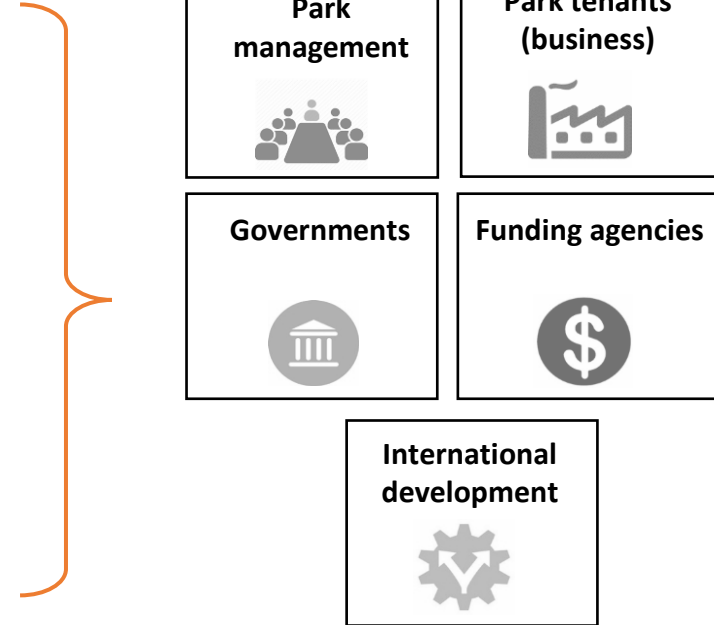 Park
management
Park tenants
(business)
Governments
Funding agencies
$
International
development